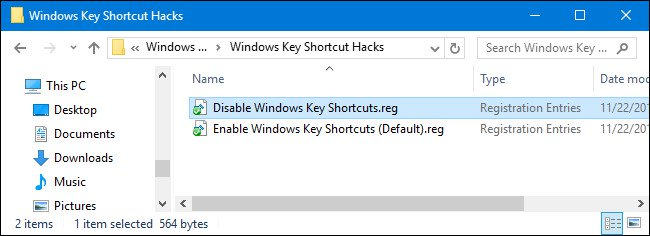 Windows Key Shortcut Hacks
« Windows ... > Windows Key Shortcut Hacks
Search Windows Key ...
This PC
Desktop
Documents
Downloads
Music
Pictures
Name Type Date mod
Disable Windows Key Shortcuts.reg Registration Entries 11/22/20
Enable Windows Key Shortcuts (Default).reg Registration Entries 11/22/20
2 items 1 item selected 564 bytes